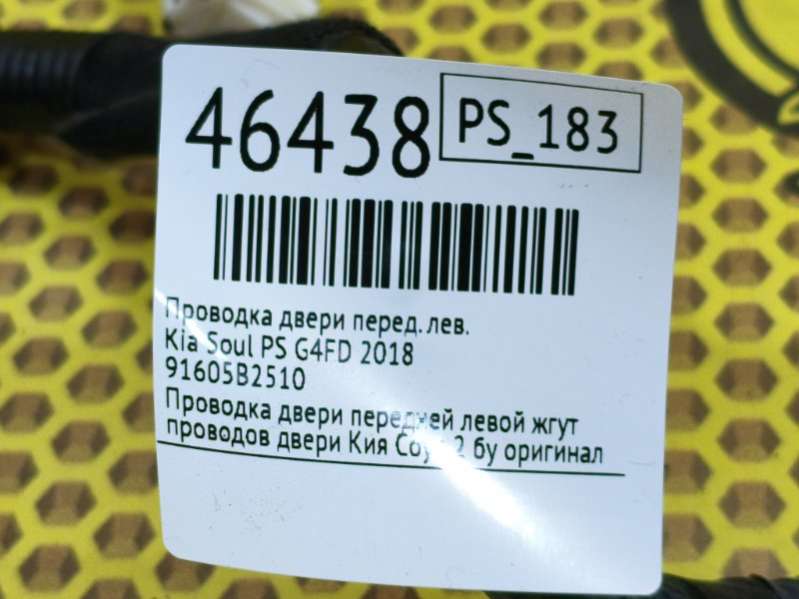 46438 PS_183
Проводка двери перед.лев.
Kia Soul PS G4FD 2018
91605B2510
Проводка двери передней левой жгут
проводов двери Кия Соул 2 бу оригинал